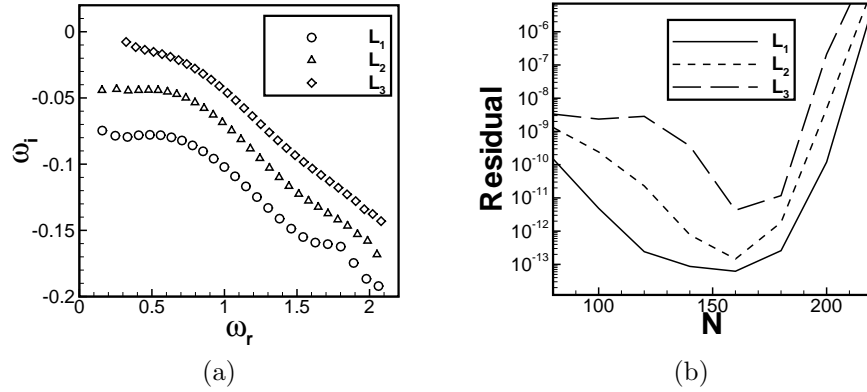 0
-0.05
-0.1
-0.15
-0.2
ωᵢ
0
0.5
1
1.5
2
ωᵣ
L₁
L₂
L₃
(a)
10⁻⁶
10⁻⁷
10⁻⁸
10⁻⁹
10⁻¹⁰
10⁻¹¹
10⁻¹²
10⁻¹³
Residual
100
150
200
N
L₁
L₂
L₃
(b)